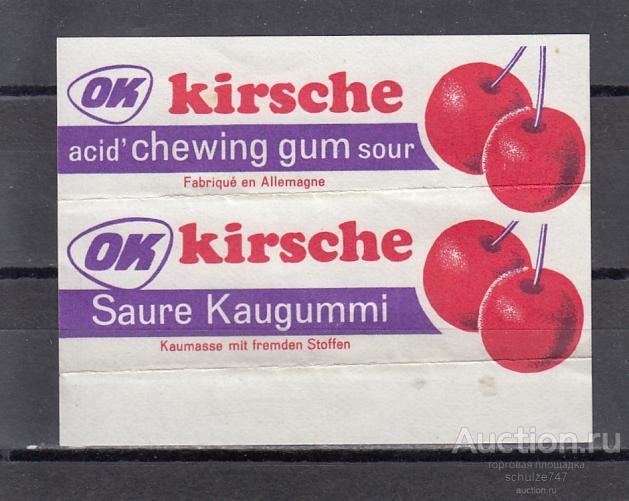 OK kirsche
acid' chewing gum sour
Fabriqué en Allemagne
OK kirsche
Saure Kaugummi
Kaumasse mit fremden Stoffen
Auction.ru
торговая площадка
schulze747
auction.ru